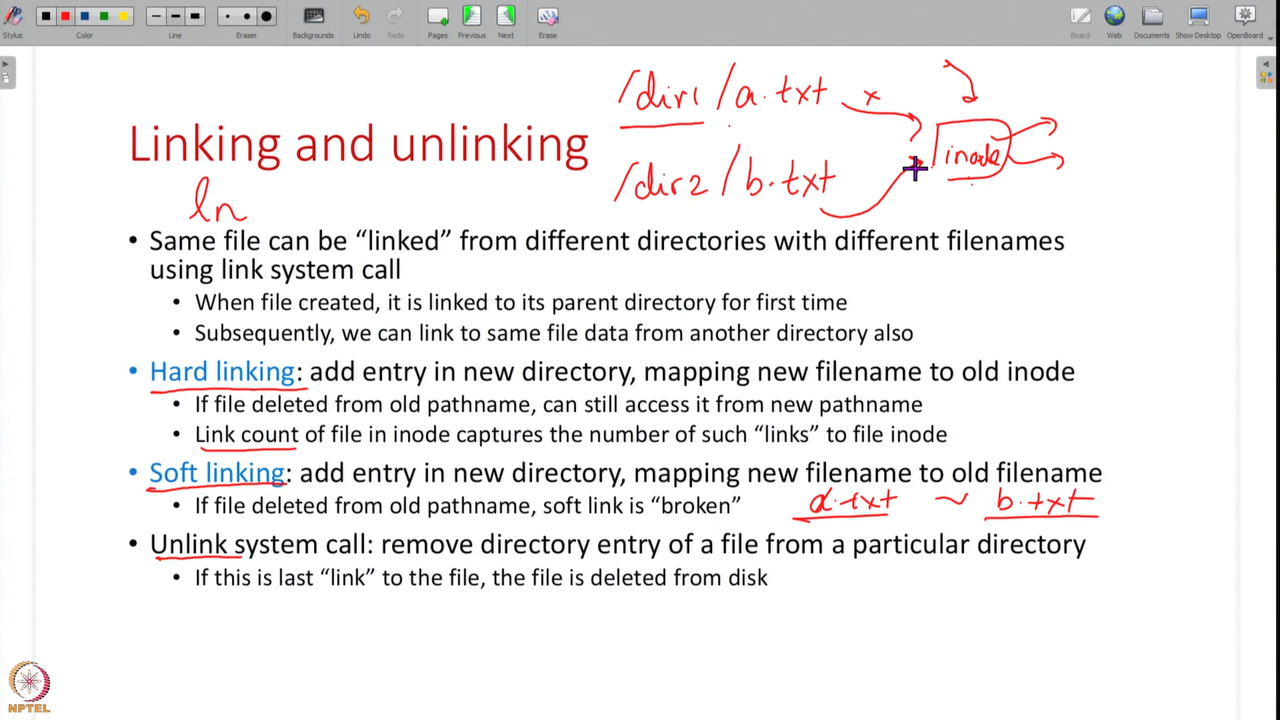 Stylus
Color
Line
Eraser
Backgrounds
Undo
Redo
Pages
Previous
Next
Erase
Board
Web
Documents
Show Desktop
OpenBoard
/dir1/a.txt x
inode
Linking and unlinking
/dir2/b.txt
ln
• Same file can be “linked” from different directories with different filenames
using link system call
• When file created, it is linked to its parent directory for first time
• Subsequently, we can link to same file data from another directory also
• Hard linking: add entry in new directory, mapping new filename to old inode
• If file deleted from old pathname, can still access it from new pathname
• Link count of file in inode captures the number of such “links” to file inode
• Soft linking: add entry in new directory, mapping new filename to old filename
• If file deleted from old pathname, soft link is “broken”
a.txt ~ b.txt
• Unlink system call: remove directory entry of a file from a particular directory
• If this is last “link” to the file, the file is deleted from disk
NPTEL